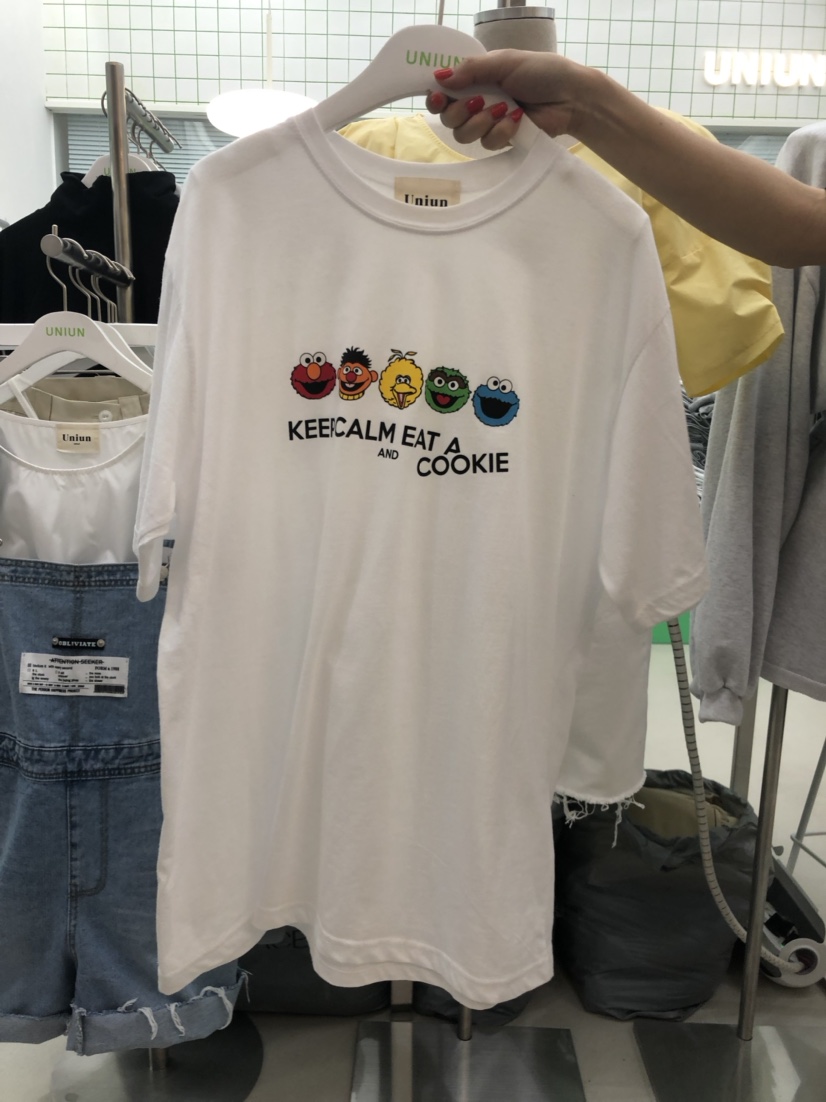 UNIUN
UNIUN
Uniun
UNIUN
Uniun
KEEP CALM EAT A
AND COOKIE
OBLIVIATE
ATTENTION SEEKER